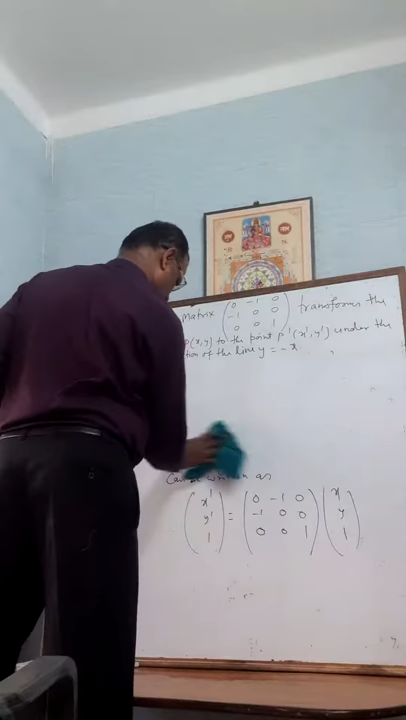 matrix ( 0 -1 0 ) transforms the
-1 0 0
0 0 1
P(x,y) to the point P'(x',y') under the
tion of the line y = -x.
as
( x' ) = ( 0 -1 0 ) ( x )
y' -1 0 0 y
1 0 0 1 1